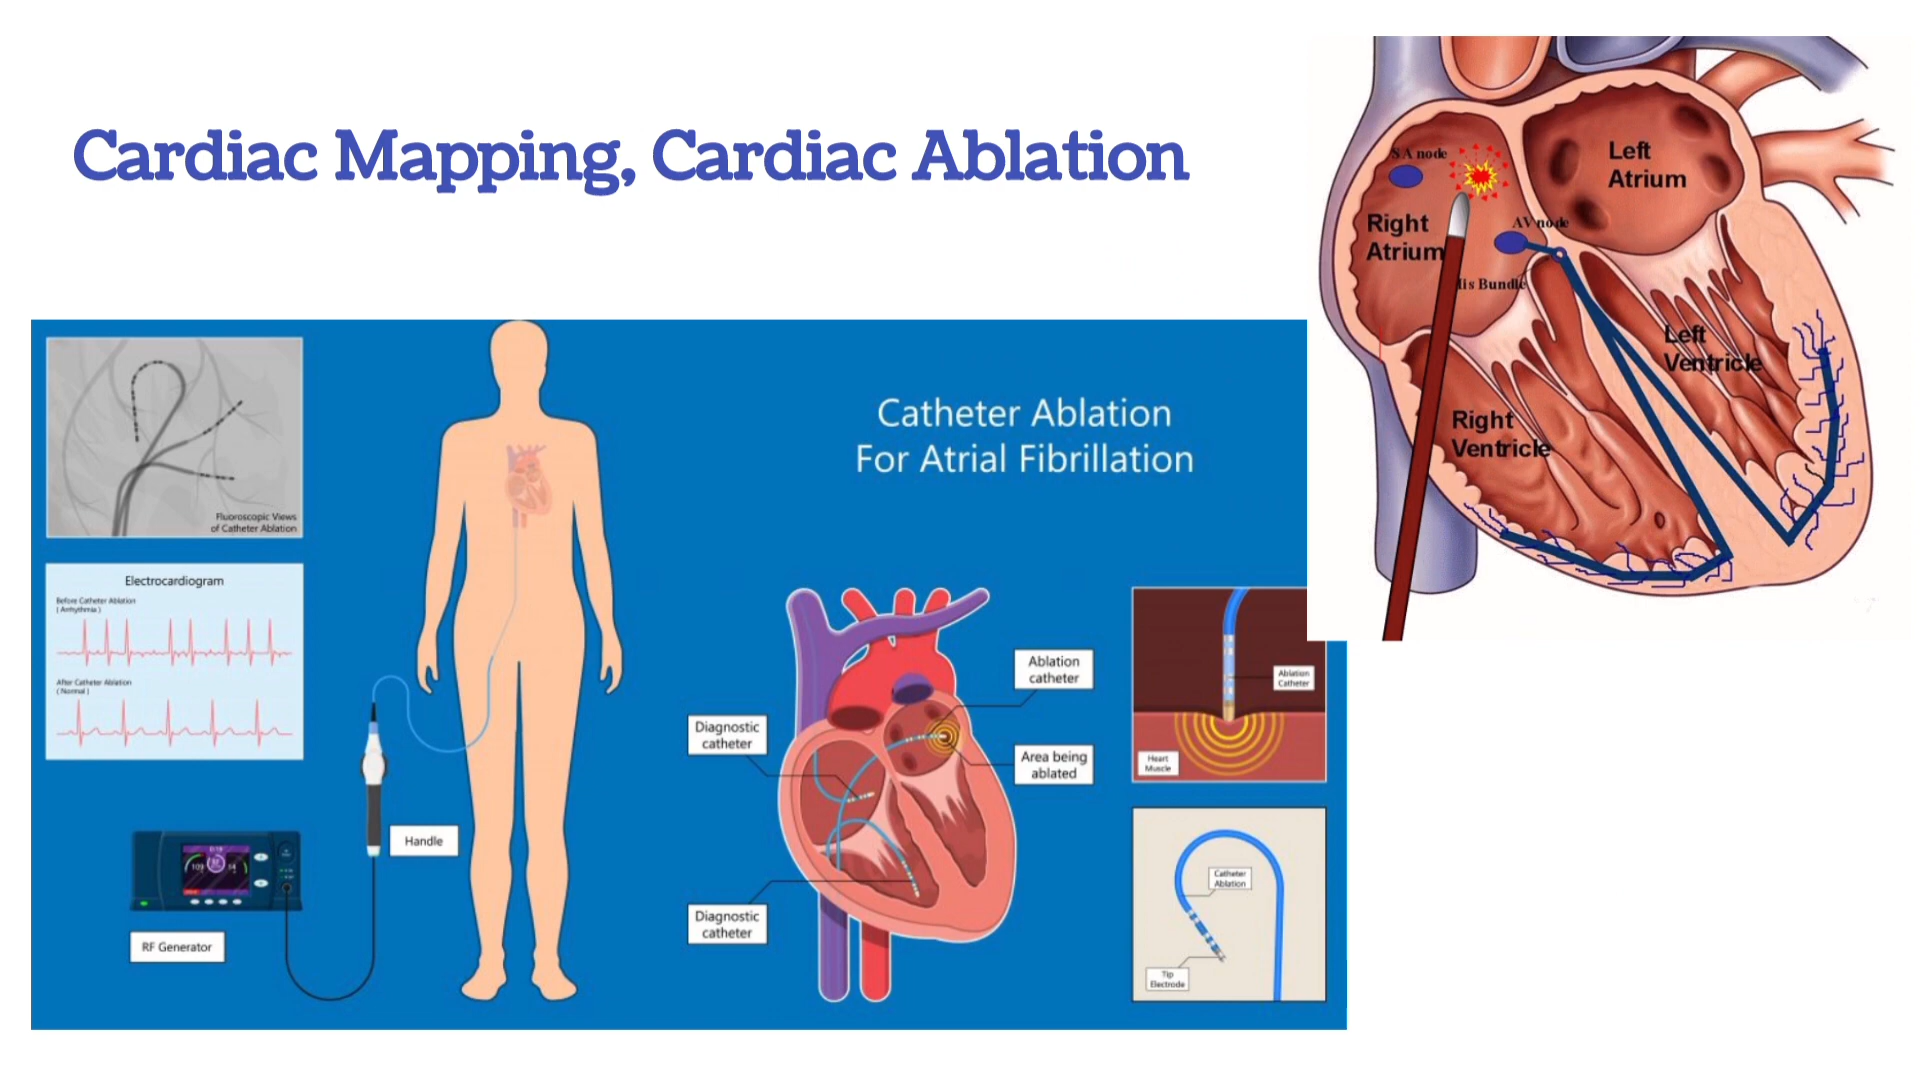 Cardiac Mapping, Cardiac Ablation
SA node
Left
Atrium
Right
Atrium
AV node
His Bundle
Left
Ventricle
Right
Ventricle
Catheter Ablation
For Atrial Fibrillation
Fluoroscopic Views
of Catheter Ablation
Electrocardiogram
Before Catheter Ablation
( Arrhythmia )
After Catheter Ablation
( Normal )
Handle
RF Generator
Diagnostic
catheter
Ablation
catheter
Area being
ablated
Diagnostic
catheter
Ablation
Catheter
Heart
Muscle
Catheter
Ablation
Tip
Electrode